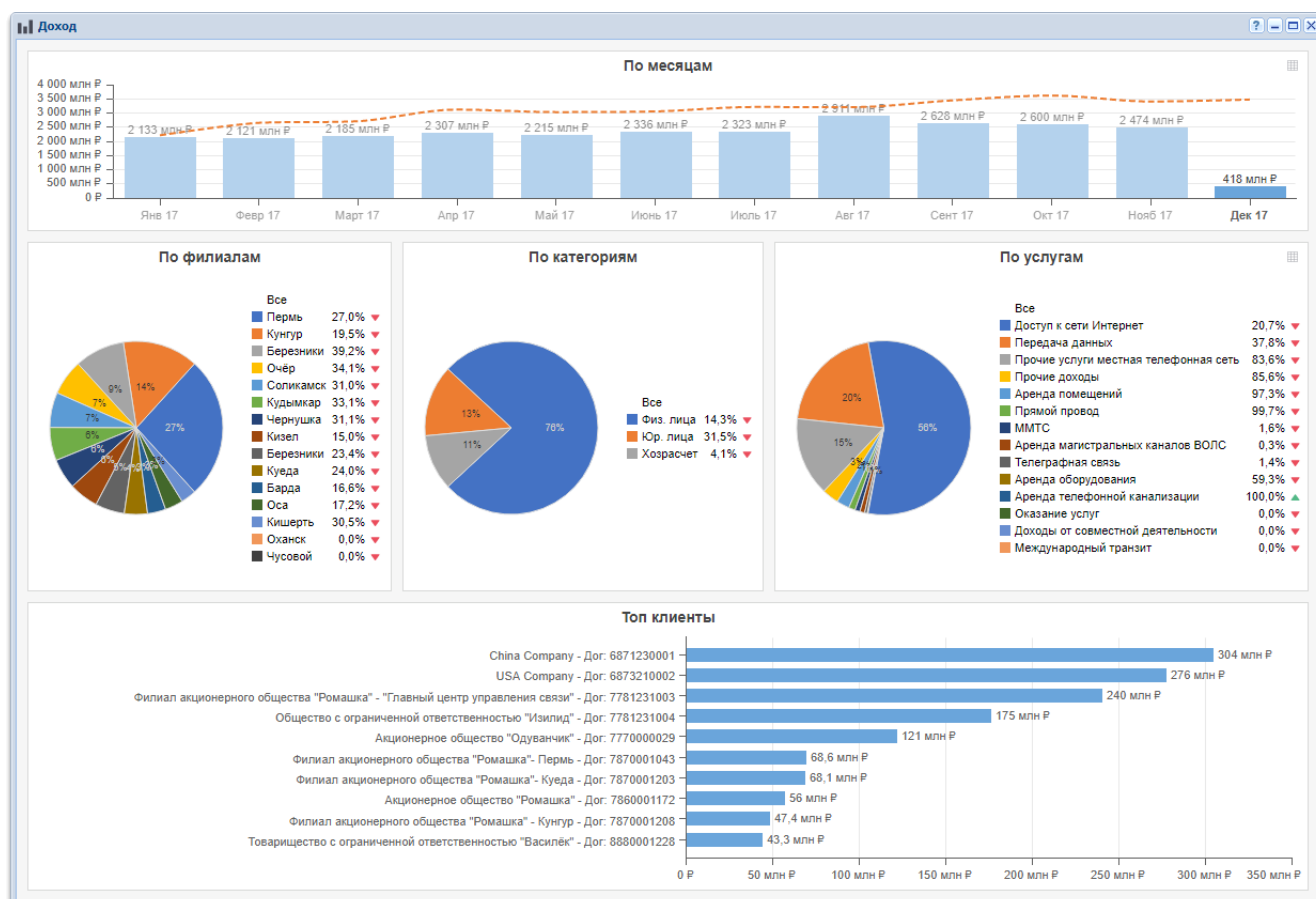 Доход
По месяцам
4 000 млн ₽
3 500 млн ₽
3 000 млн ₽
2 500 млн ₽
2 000 млн ₽
1 500 млн ₽
1 000 млн ₽
500 млн ₽
0 ₽
2 133 млн ₽
2 121 млн ₽
2 185 млн ₽
2 307 млн ₽
2 215 млн ₽
2 336 млн ₽
2 323 млн ₽
2 911 млн ₽
2 628 млн ₽
2 600 млн ₽
2 474 млн ₽
418 млн ₽
Янв 17
Февр 17
Март 17
Апр 17
Май 17
Июнь 17
Июль 17
Авг 17
Сент 17
Окт 17
Нояб 17
Дек 17
По филиалам
27%
14%
9%
7%
7%
Все
Пермь 27,0%
Кунгур 19,5%
Березники 39,2%
Очёр 34,1%
Соликамск 31,0%
Кудымкар 33,1%
Чернушка 31,1%
Кизел 15,0%
Березники 23,4%
Куеда 24,0%
Барда 16,6%
Оса 17,2%
Кишерть 30,5%
Оханск 0,0%
Чусовой 0,0%
По категориям
76%
13%
11%
Все
Физ. лица 14,3%
Юр. лица 31,5%
Хозрасчет 4,1%
По услугам
56%
20%
15%
3%
Все
Доступ к сети Интернет 20,7%
Передача данных 37,8%
Прочие услуги местная телефонная сеть 83,6%
Прочие доходы 85,6%
Аренда помещений 97,3%
Прямой провод 99,7%
ММТС 1,6%
Аренда магистральных каналов ВОЛС 0,3%
Телеграфная связь 1,4%
Аренда оборудования 59,3%
Аренда телефонной канализации 100,0%
Оказание услуг 0,0%
Доходы от совместной деятельности 0,0%
Международный транзит 0,0%
Топ клиенты
China Company - Дог: 6871230001 304 млн ₽
USA Company - Дог: 6873210002 276 млн ₽
Филиал акционерного общества "Ромашка" - "Главный центр управления связи" - Дог: 7781231003 240 млн ₽
Общество с ограниченной ответственностью "Изилид" - Дог: 7781231004 175 млн ₽
Акционерное общество "Одуванчик" - Дог: 7770000029 121 млн ₽
Филиал акционерного общества "Ромашка"- Пермь - Дог: 7870001043 68,6 млн ₽
Филиал акционерного общества "Ромашка"- Куеда - Дог: 7870001203 68,1 млн ₽
Акционерное общество "Ромашка" - Дог: 7860001172 56 млн ₽
Филиал акционерного общества "Ромашка" - Кунгур - Дог: 7870001208 47,4 млн ₽
Товарищество с ограниченной ответственностью "Василёк" - Дог: 8880001228 43,3 млн ₽
0 ₽ 50 млн ₽ 100 млн ₽ 150 млн ₽ 200 млн ₽ 250 млн ₽ 300 млн ₽ 350 млн ₽